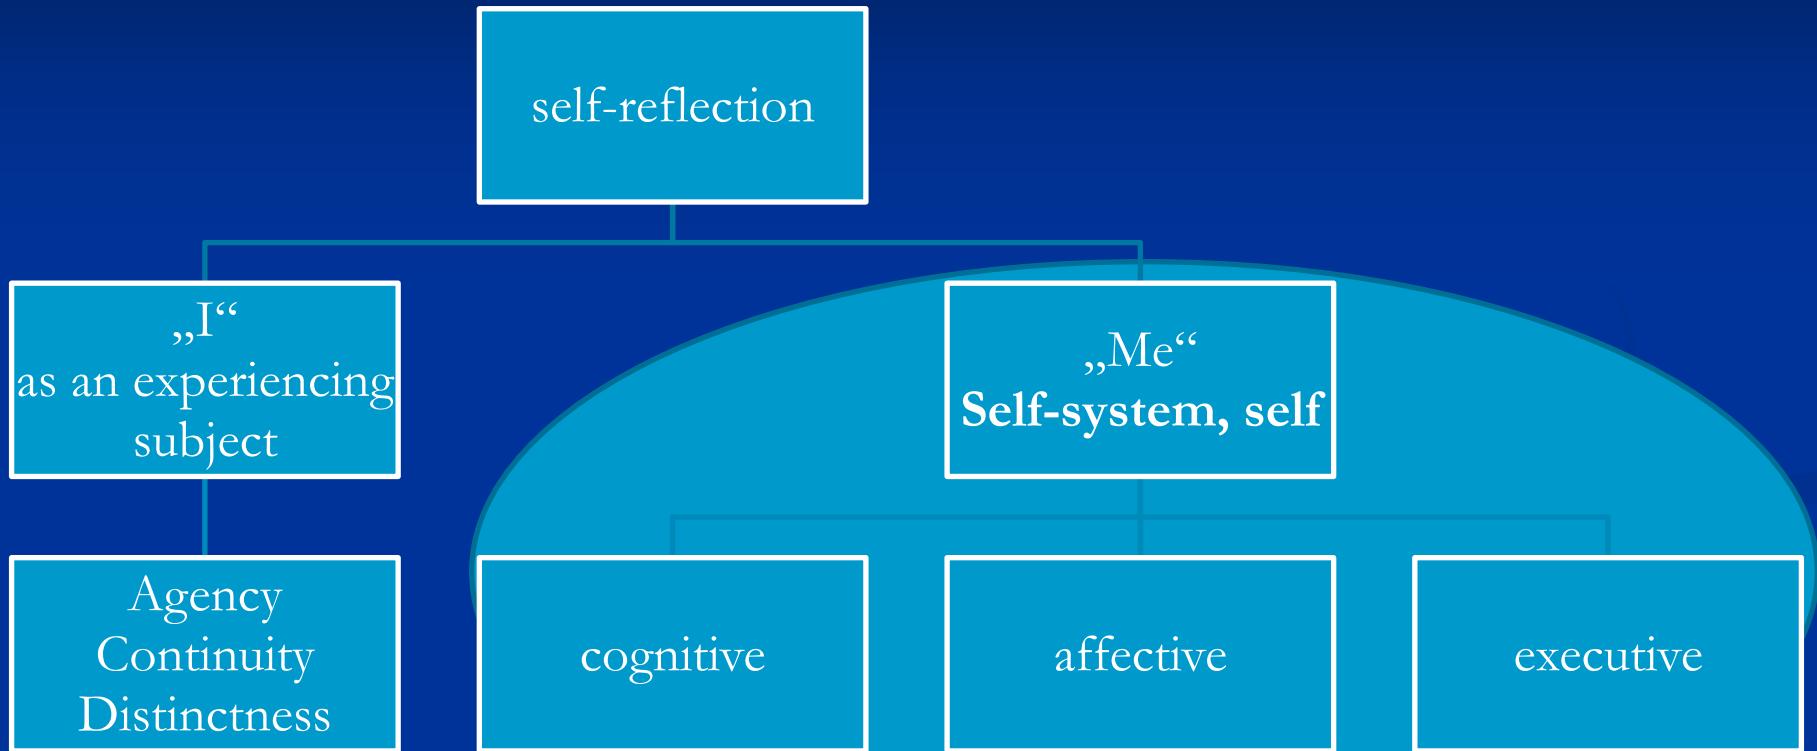 self-reflection
„I“
as an experiencing
subject
„Me“
Self-system, self
Agency
Continuity
Distinctness
cognitive
affective
executive